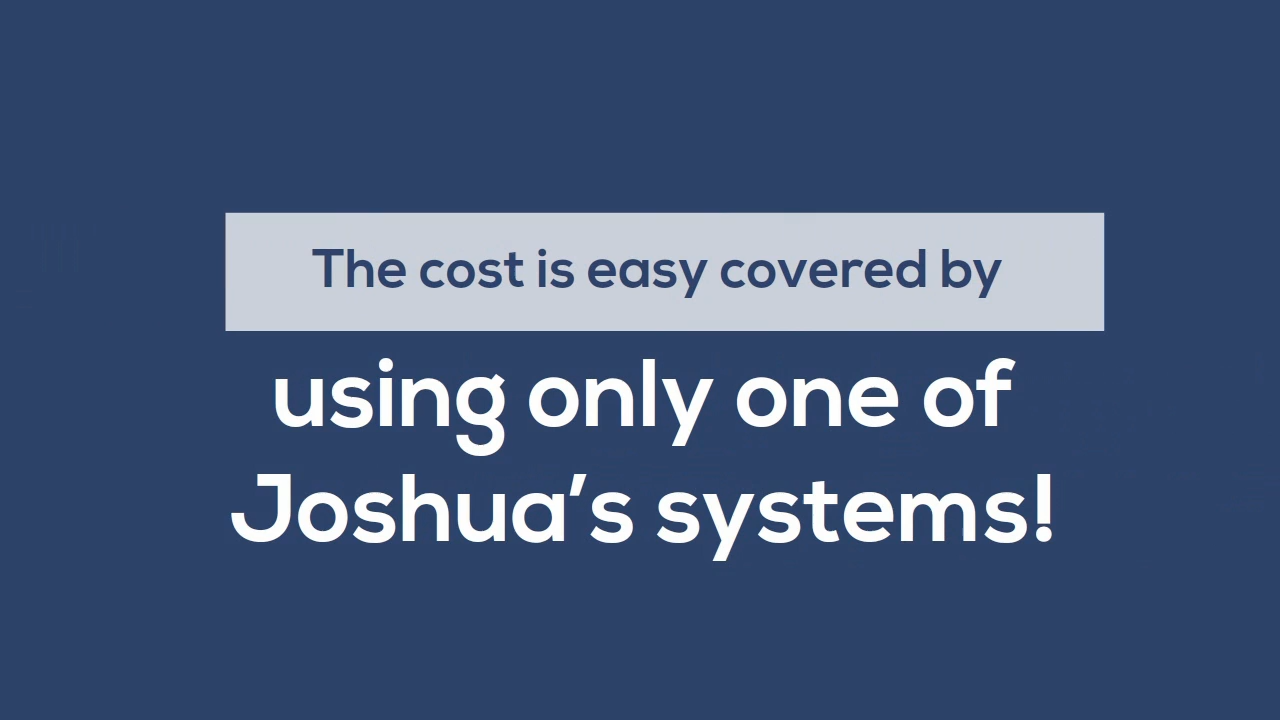 The cost is easy covered by
using only one of
Joshua’s systems!